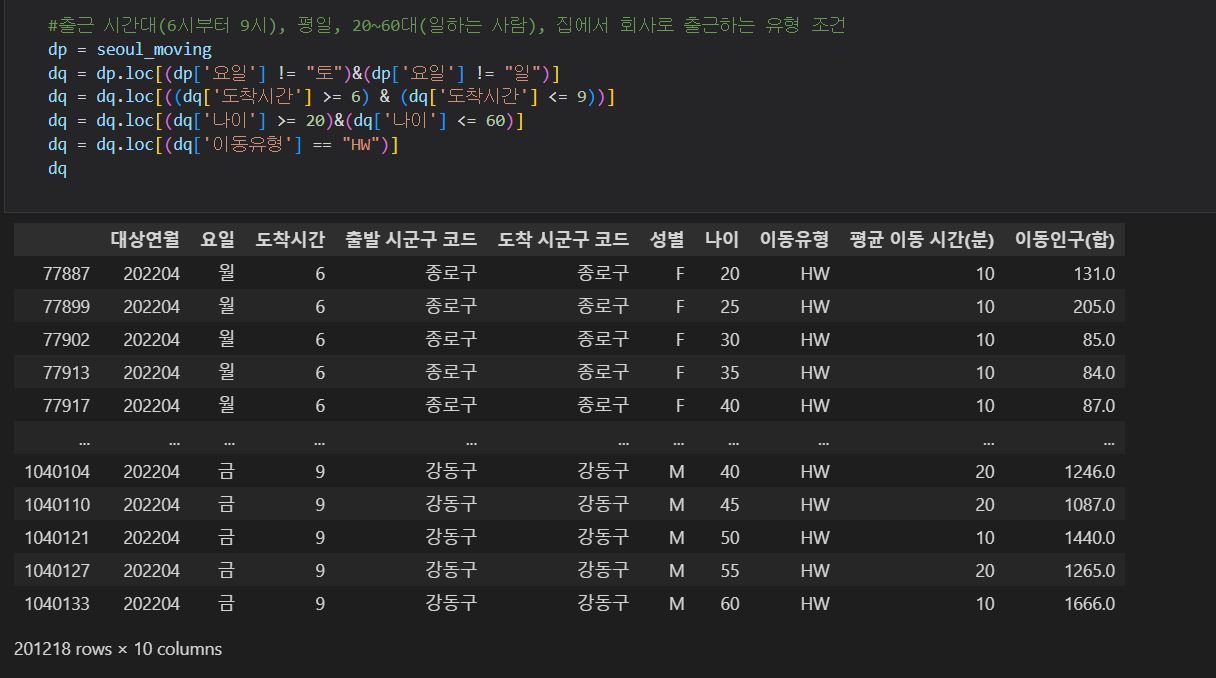 #출근 시간대(6시부터 9시), 평일, 20~60대(일하는 사람), 집에서 회사로 출근하는 유형 조건
dp = seoul_moving
dq = dp.loc[(dp['요일'] != "토")&(dp['요일'] != "일")]
dq = dq.loc[((dq['도착시간'] >= 6) & (dq['도착시간'] <= 9))]
dq = dq.loc[(dq['나이'] >= 20)&(dq['나이'] <= 60)]
dq = dq.loc[(dq['이동유형'] == "HW")]
dq
대상연월 요일 도착시간 출발 시군구 코드 도착 시군구 코드 성별 나이 이동유형 평균 이동 시간(분) 이동인구(합)
77887 202204 월 6 종로구 종로구 F 20 HW 10 131.0
77899 202204 월 6 종로구 종로구 F 25 HW 10 205.0
77902 202204 월 6 종로구 종로구 F 30 HW 10 85.0
77913 202204 월 6 종로구 종로구 F 35 HW 10 84.0
77917 202204 월 6 종로구 종로구 F 40 HW 10 87.0
... ... ... ... ... ... ... ... ... ... ...
1040104 202204 금 9 강동구 강동구 M 40 HW 20 1246.0
1040110 202204 금 9 강동구 강동구 M 45 HW 20 1087.0
1040121 202204 금 9 강동구 강동구 M 50 HW 10 1440.0
1040127 202204 금 9 강동구 강동구 M 55 HW 20 1265.0
1040133 202204 금 9 강동구 강동구 M 60 HW 10 1666.0
201218 rows × 10 columns